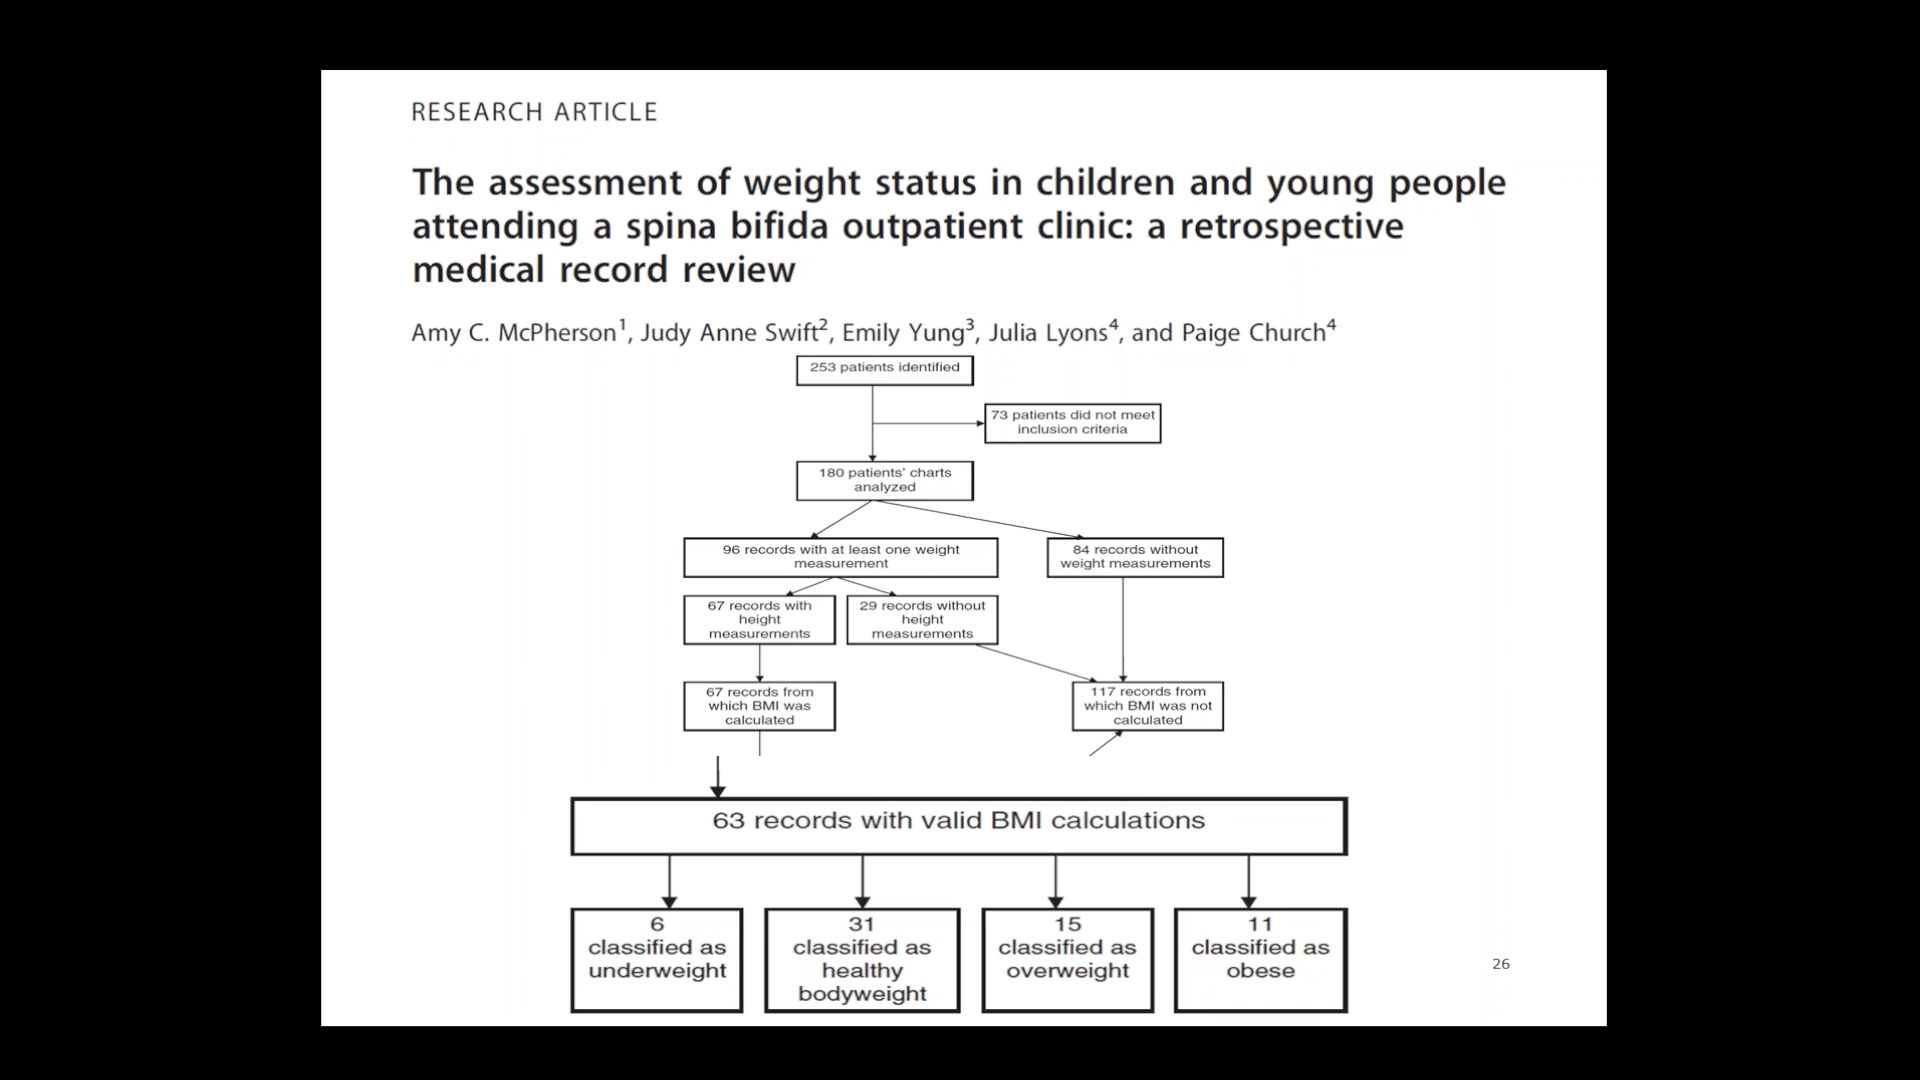 RESEARCH ARTICLE
The assessment of weight status in children and young people
attending a spina bifida outpatient clinic: a retrospective
medical record review
Amy C. McPherson¹, Judy Anne Swift², Emily Yung³, Julia Lyons⁴, and Paige Church⁴
253 patients identified
73 patients did not meet
inclusion criteria
180 patients’ charts
analyzed
96 records with at least one weight
measurement
84 records without
weight measurements
67 records with
height
measurements
29 records without
height
measurements
67 records from
which BMI was
calculated
117 records from
which BMI was not
calculated
63 records with valid BMI calculations
6
classified as
underweight
31
classified as
healthy
bodyweight
15
classified as
overweight
11
classified as
obese
26